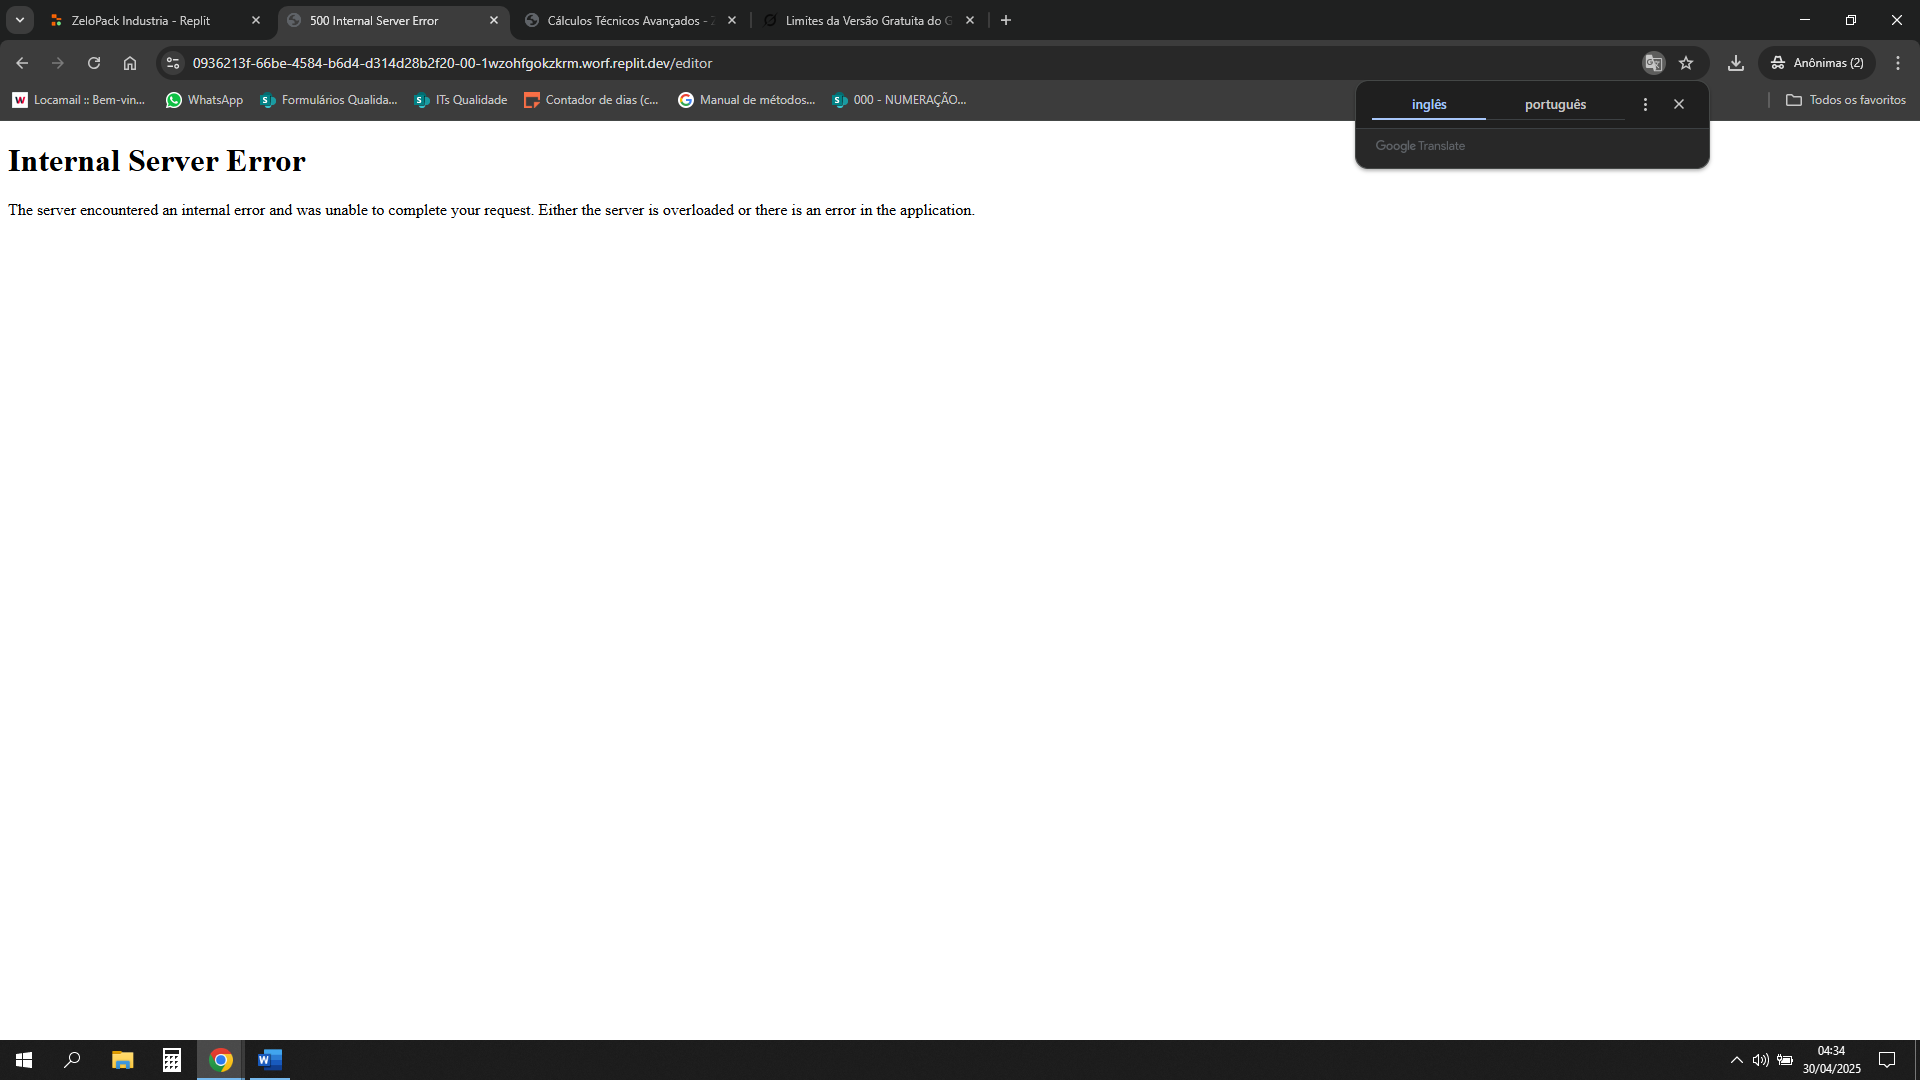 ZeloPack Industria - Replit
500 Internal Server Error
Cálculos Técnicos Avançados -
Limites da Versão Gratuita do G
0936213f-66be-4584-b6d4-d314d28b2f20-00-1wzohfgokzkrm.worf.replit.dev/editor
Anônimas (2)
Locamail :: Bem-vin...
WhatsApp
Formulários Qualida...
ITs Qualidade
Contador de dias (c...
Manual de métodos...
000 - NUMERAÇÃO...
Todos os favoritos
inglês
português
Google Translate
Internal Server Error
The server encountered an internal error and was unable to complete your request. Either the server is overloaded or there is an error in the application.
04:34
30/04/2025